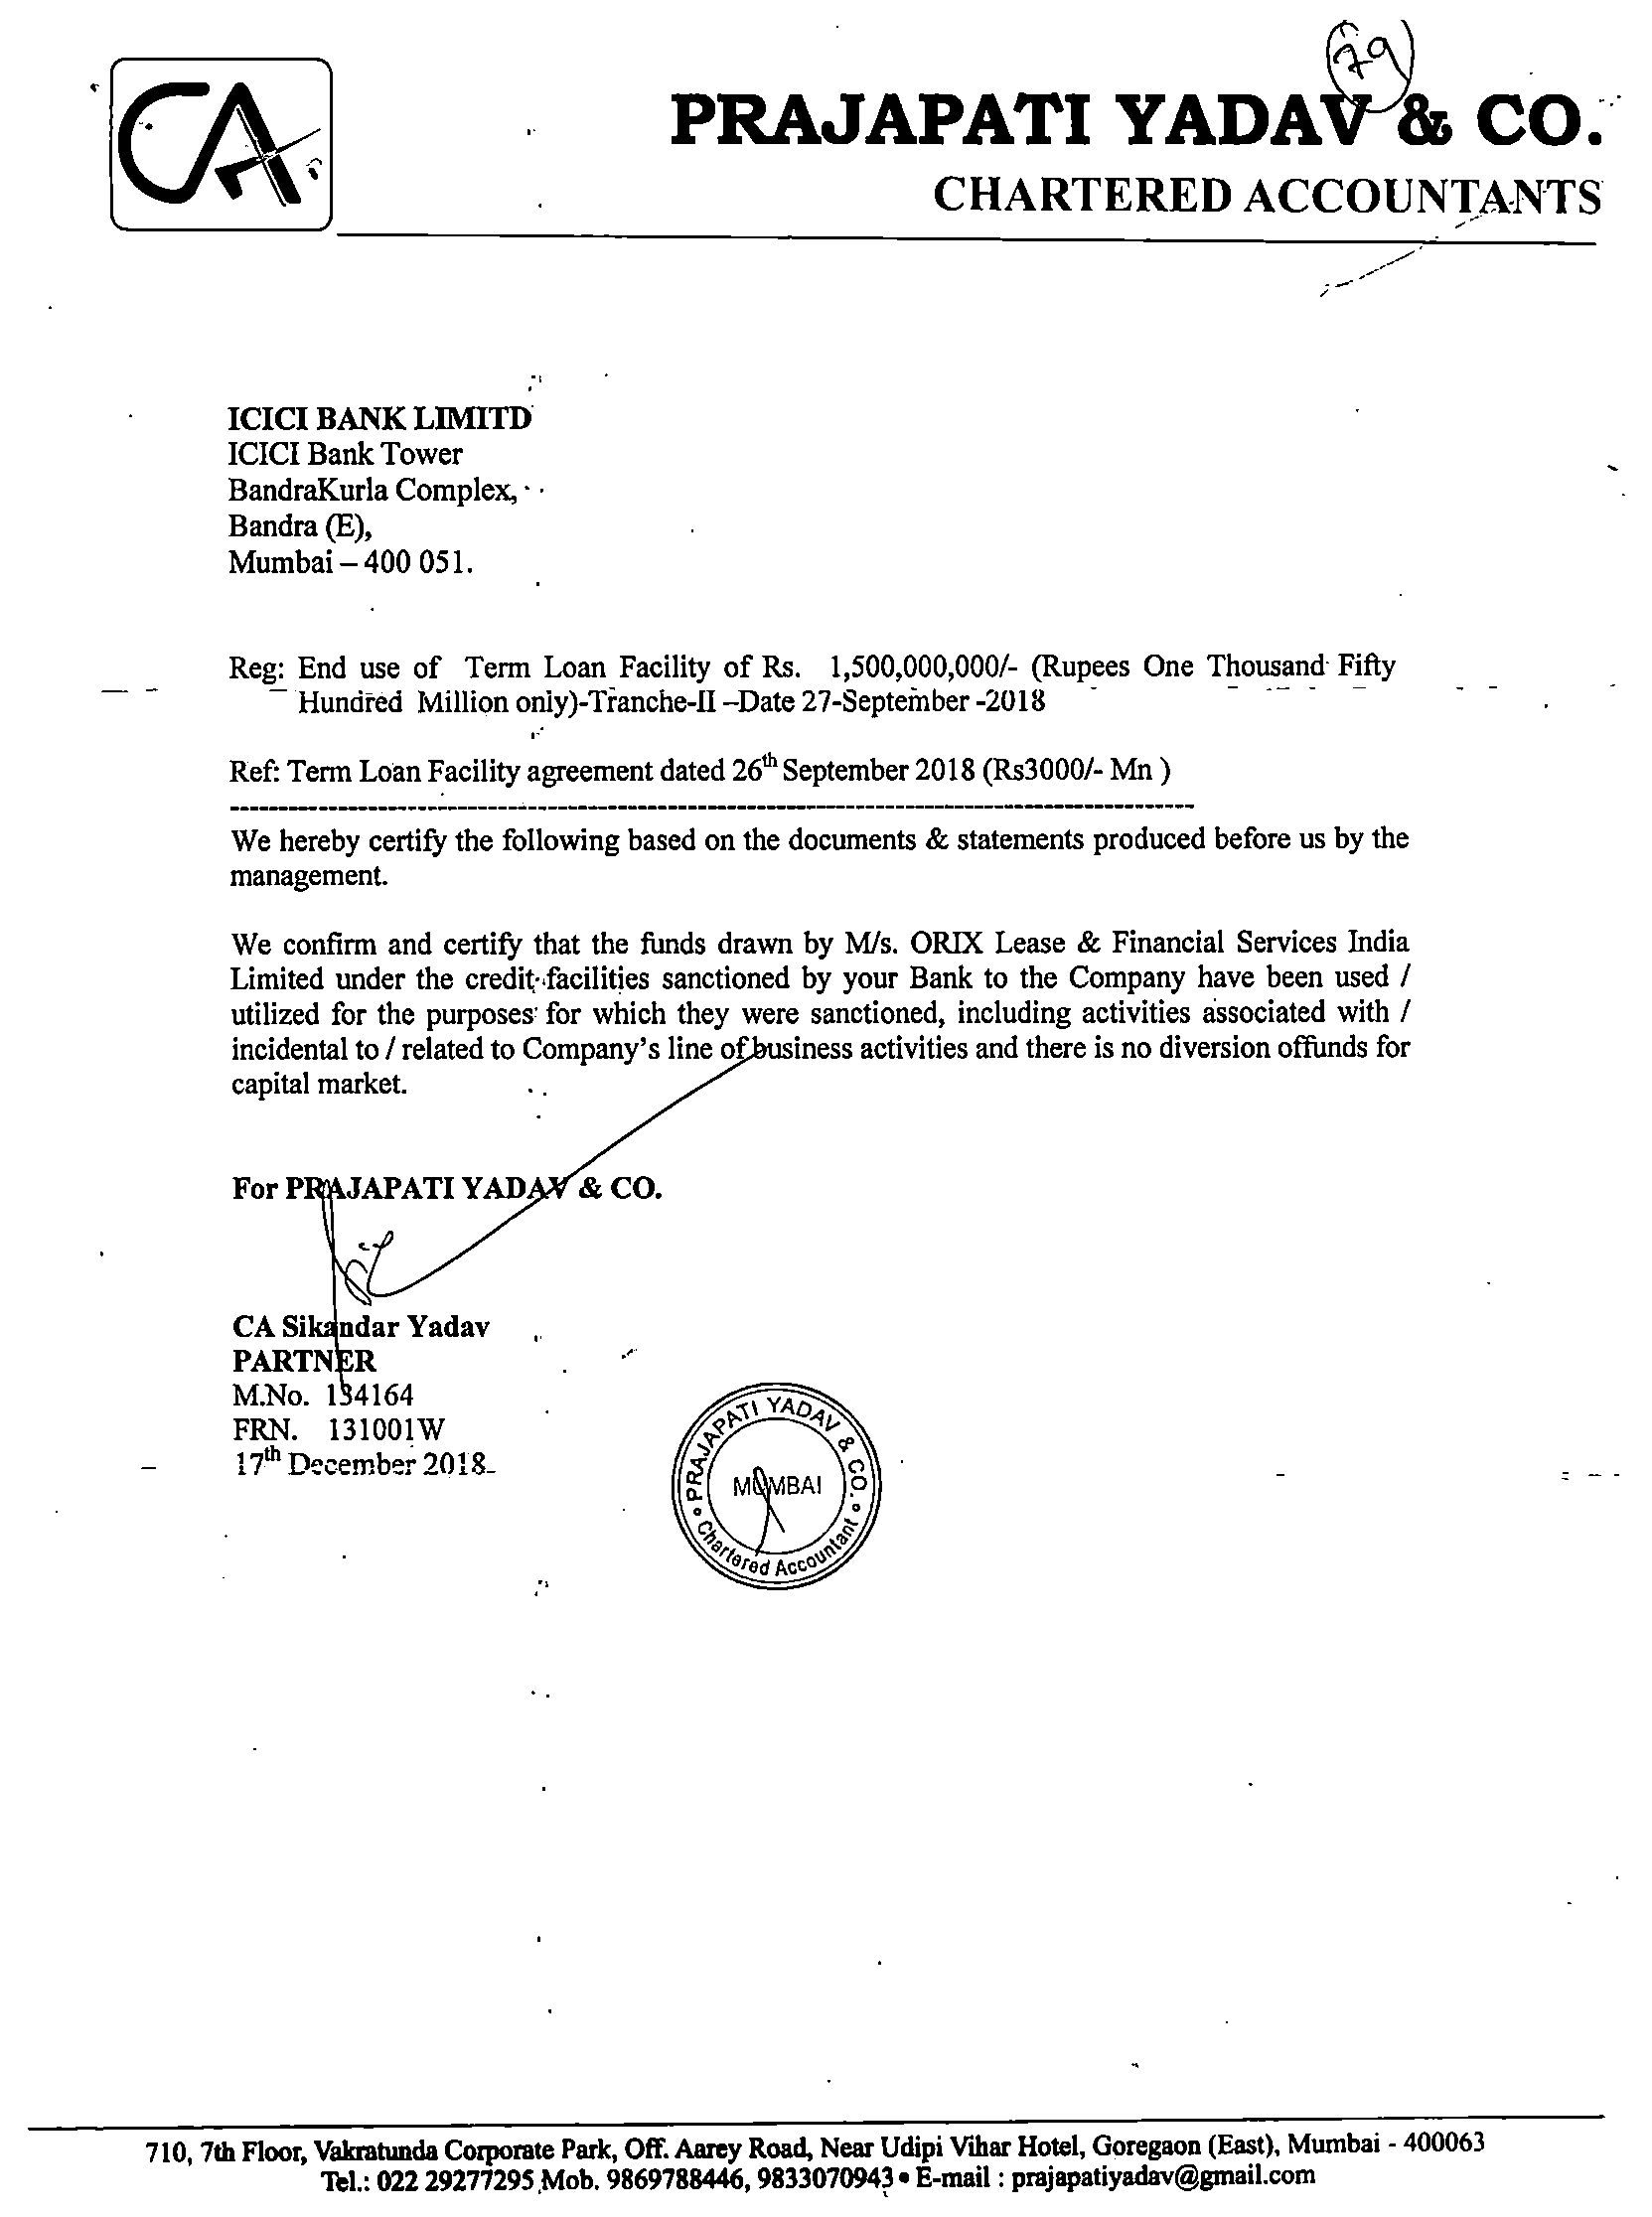 79
CA
PRAJAPATI YADAV & CO.
CHARTERED ACCOUNTANTS
ICICI BANK LIMITD
ICICI Bank Tower
BandraKurla Complex,
Bandra (E),
Mumbai – 400 051.
Reg: End use of Term Loan Facility of Rs. 1,500,000,000/- (Rupees One Thousand Fifty
Hundred Million only)-Tranche-II –Date 27-September -2018
Ref: Term Loan Facility agreement dated 26th September 2018 (Rs3000/- Mn )
We hereby certify the following based on the documents & statements produced before us by the
management.
We confirm and certify that the funds drawn by M/s. ORIX Lease & Financial Services India
Limited under the credit facilities sanctioned by your Bank to the Company have been used /
utilized for the purposes for which they were sanctioned, including activities associated with /
incidental to / related to Company's line of business activities and there is no diversion offunds for
capital market.
For PRAJAPATI YADAV & CO.
CA Sikandar Yadav
PARTNER
M.No. 134164
FRN. 131001W
17th December 2018
PRAJAPATI YADAV & CO.
MUMBAI
Chartered Accountant
710, 7th Floor, Vakratunda Corporate Park, Off. Aarey Road, Near Udipi Vihar Hotel, Goregaon (East), Mumbai - 400063
Tel.: 022 29277295 Mob. 9869788446, 9833070943 • E-mail : prajapatiyadav@gmail.com